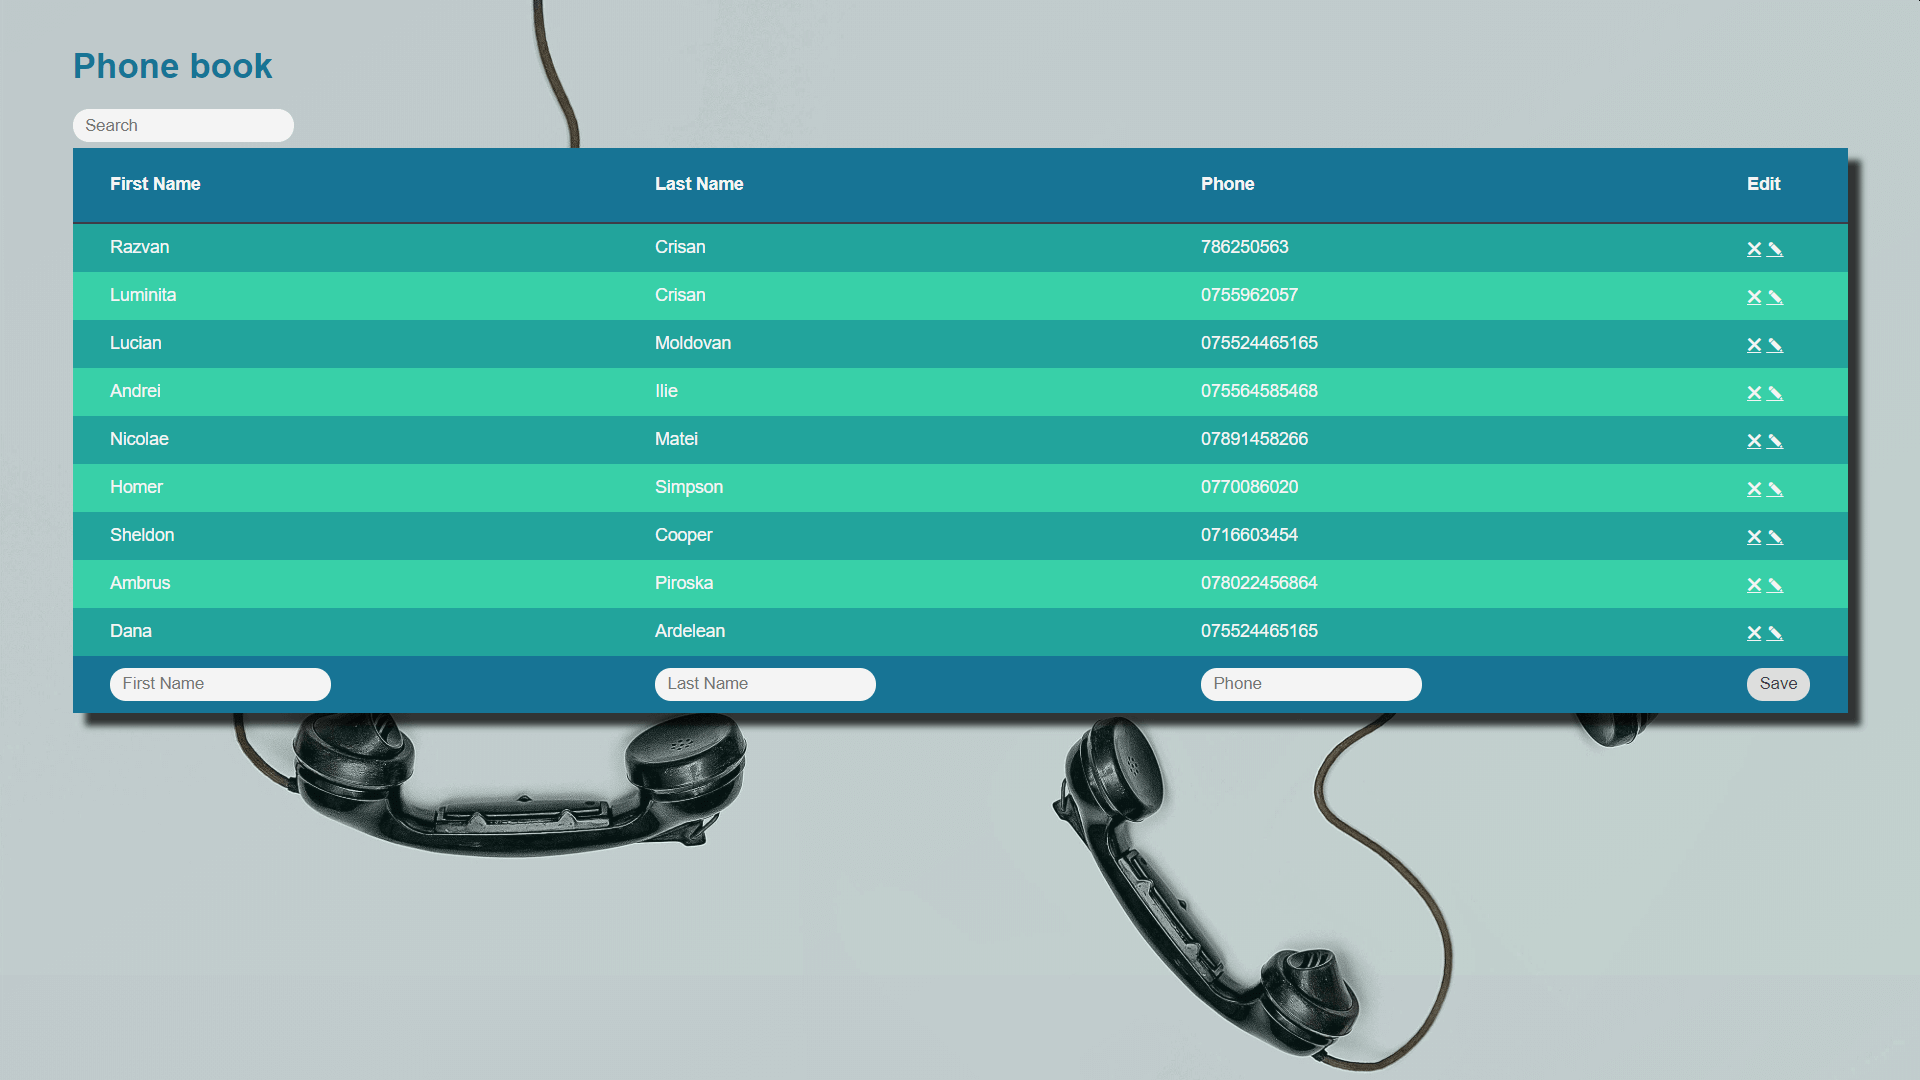 Phone book
Search
First Name Last Name Phone Edit
Razvan Crisan 786250563
Luminita Crisan 0755962057
Lucian Moldovan 075524465165
Andrei Ilie 075564585468
Nicolae Matei 07891458266
Homer Simpson 0770086020
Sheldon Cooper 0716603454
Ambrus Piroska 078022456864
Dana Ardelean 075524465165
First Name Last Name Phone Save